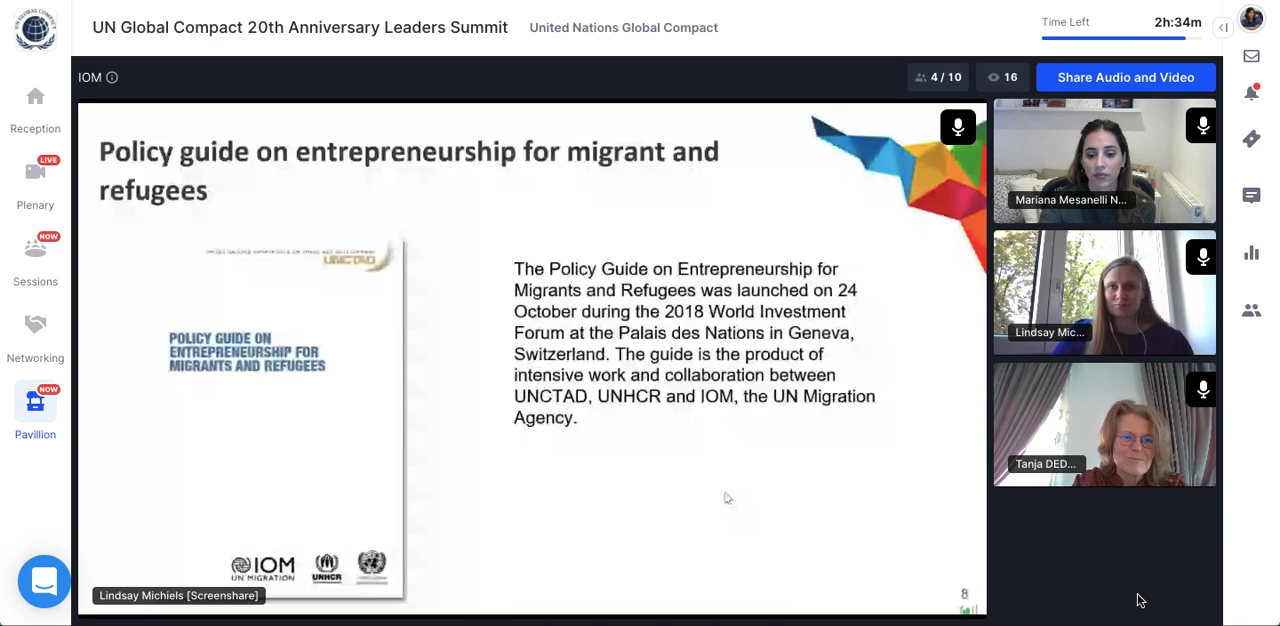 UN GLOBAL COMPACT
UN Global Compact 20th Anniversary Leaders Summit
United Nations Global Compact
Time Left
2h:34m
Reception
LIVE
Plenary
NOW
Sessions
Networking
NOW
Pavillion
IOM
4 / 10
16
Share Audio and Video
Policy guide on entrepreneurship for migrant and
refugees
UNCTAD
POLICY GUIDE ON
ENTREPRENEURSHIP FOR
MIGRANTS AND REFUGEES
IOM
UN MIGRATION
UNHCR
The Policy Guide on Entrepreneurship for
Migrants and Refugees was launched on 24
October during the 2018 World Investment
Forum at the Palais des Nations in Geneva,
Switzerland. The guide is the product of
intensive work and collaboration between
UNCTAD, UNHCR and IOM, the UN Migration
Agency.
8
Lindsay Michiels [Screenshare]
Mariana Mesanelli N...
Lindsay Mic...
Tanja DED...